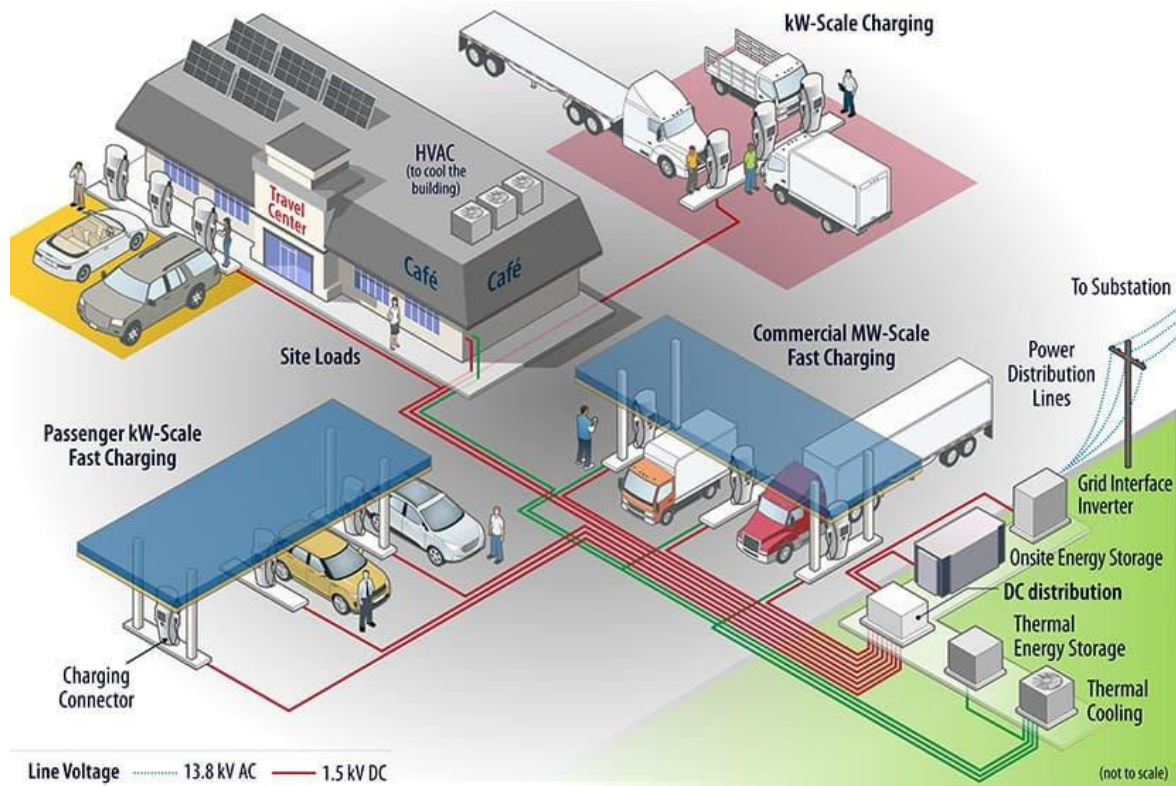 kW-Scale Charging
HVAC
(to cool the
building)
Travel
Center
Café
Café
To Substation
Power
Distribution
Lines
Commercial MW-Scale
Fast Charging
Site Loads
Passenger kW-Scale
Fast Charging
Grid Interface
Inverter
Onsite Energy Storage
DC distribution
Thermal
Energy Storage
Thermal
Cooling
Charging
Connector
Line Voltage
13.8 kV AC
1.5 kV DC
(not to scale)